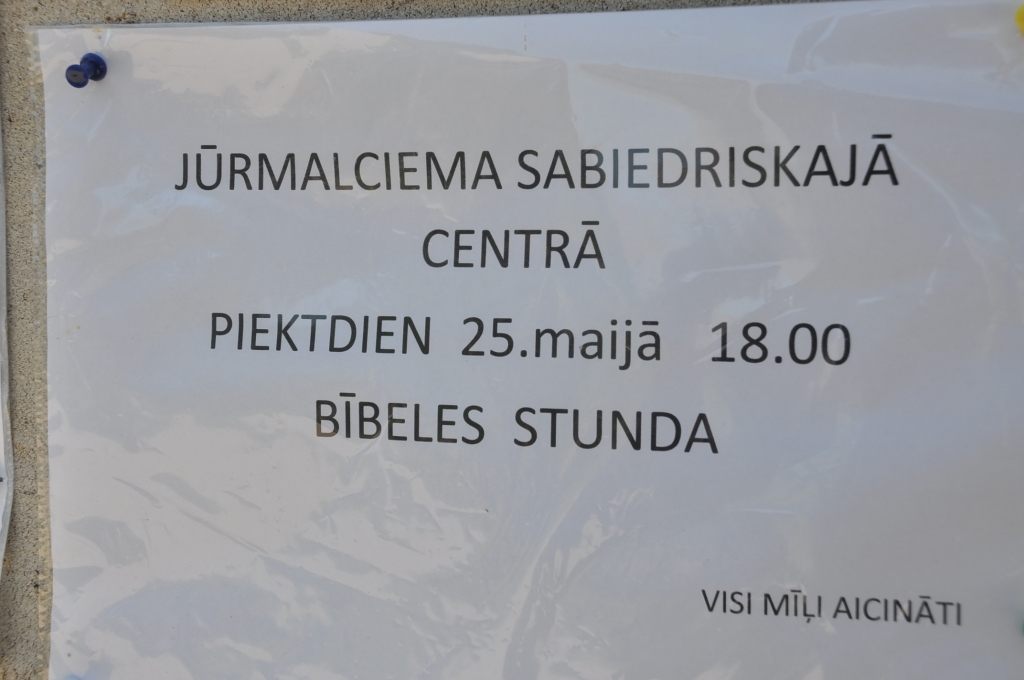 JŪRMALCIEMA SABIEDRISKAJĀ
CENTRĀ
PIEKTDIEN 25.maijā 18.00
BĪBELES STUNDA
VISI MĪĻI AICINĀTI